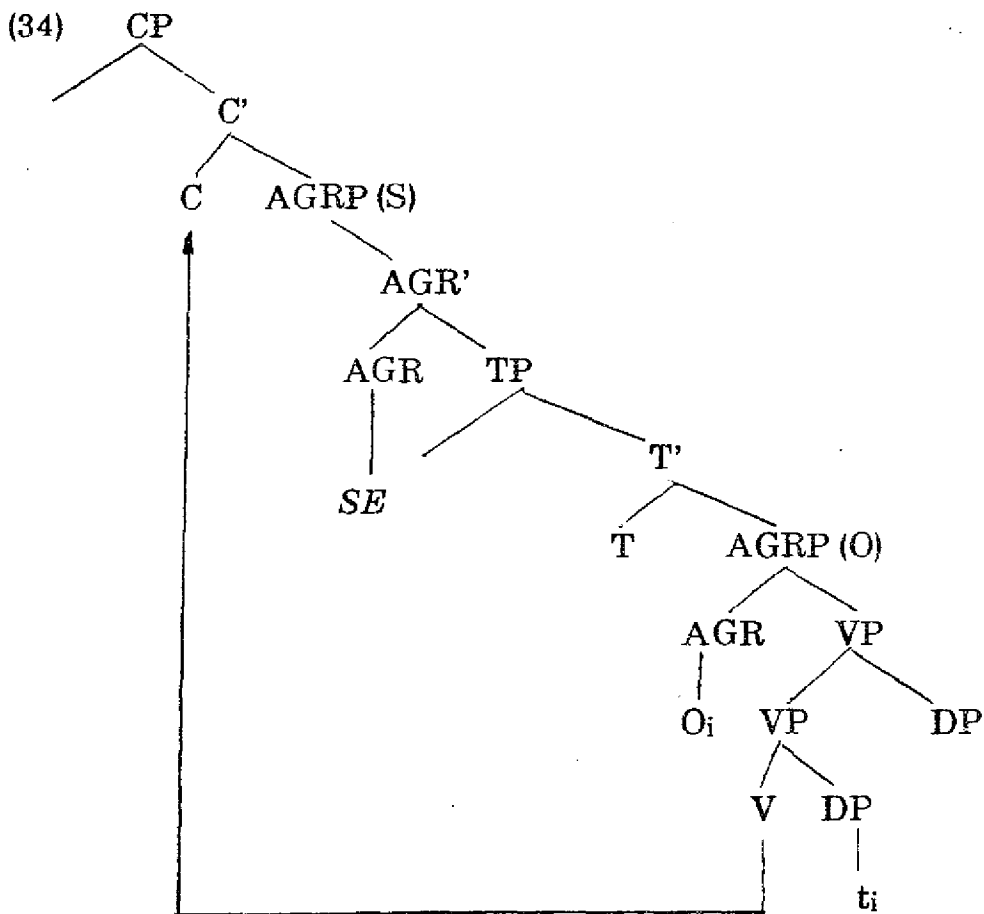 (34) CP
C'
C AGRP (S)
AGR'
AGR TP
T'
SE
T AGRP (O)
AGR VP
Oi VP DP
V DP
ti